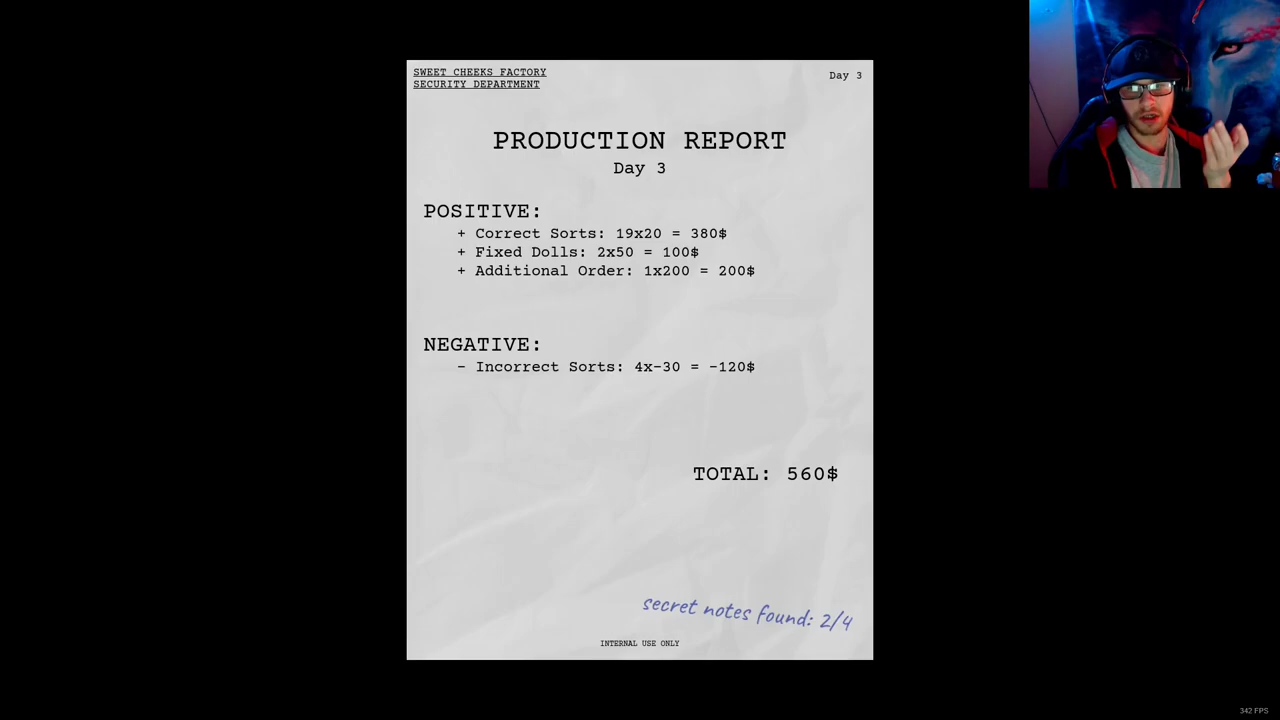 SWEET CHEEKS FACTORY
SECURITY DEPARTMENT
Day 3
PRODUCTION REPORT
Day 3
POSITIVE:
+ Correct Sorts: 19x20 = 380$
+ Fixed Dolls: 2x50 = 100$
+ Additional Order: 1x200 = 200$
NEGATIVE:
- Incorrect Sorts: 4x-30 = -120$
TOTAL: 560$
secret notes found: 2/4
INTERNAL USE ONLY
342 FPS